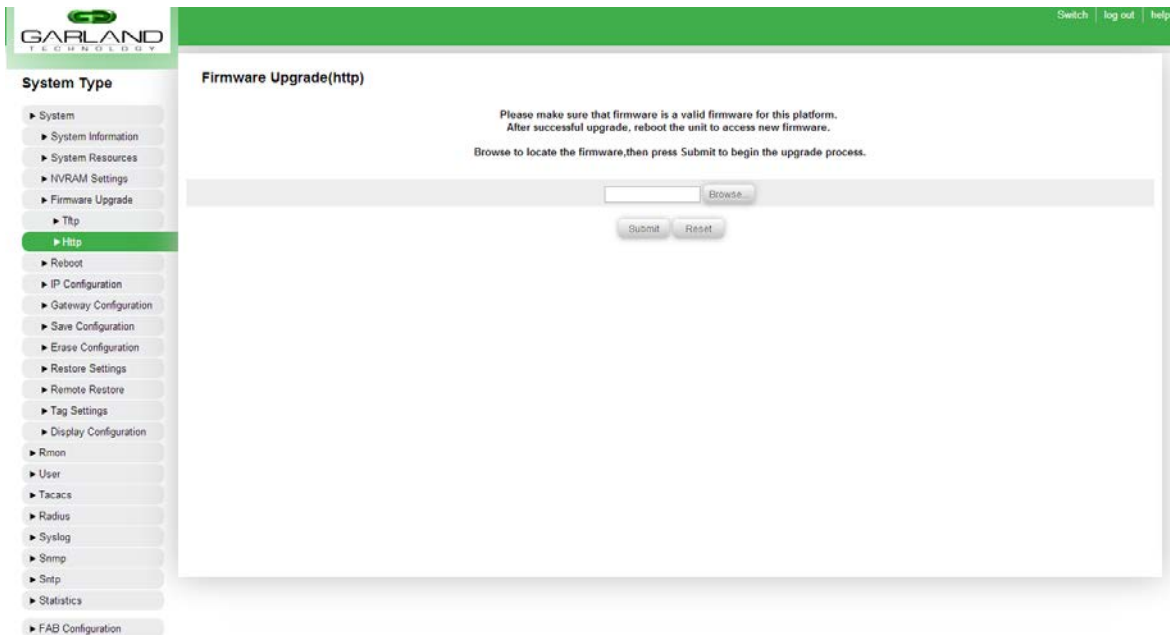 GARLAND
TECHNOLOGY
Switch | log out | help
System Type
System
System Information
System Resources
NVRAM Settings
Firmware Upgrade
Tftp
Http
Reboot
IP Configuration
Gateway Configuration
Save Configuration
Erase Configuration
Restore Settings
Remote Restore
Tag Settings
Display Configuration
Rmon
User
Tacacs
Radius
Syslog
Snmp
Sntp
Statistics
FAB Configuration
Firmware Upgrade(http)
Please make sure that firmware is a valid firmware for this platform.
After successful upgrade, reboot the unit to access new firmware.
Browse to locate the firmware,then press Submit to begin the upgrade process.
Browse...
Submit Reset